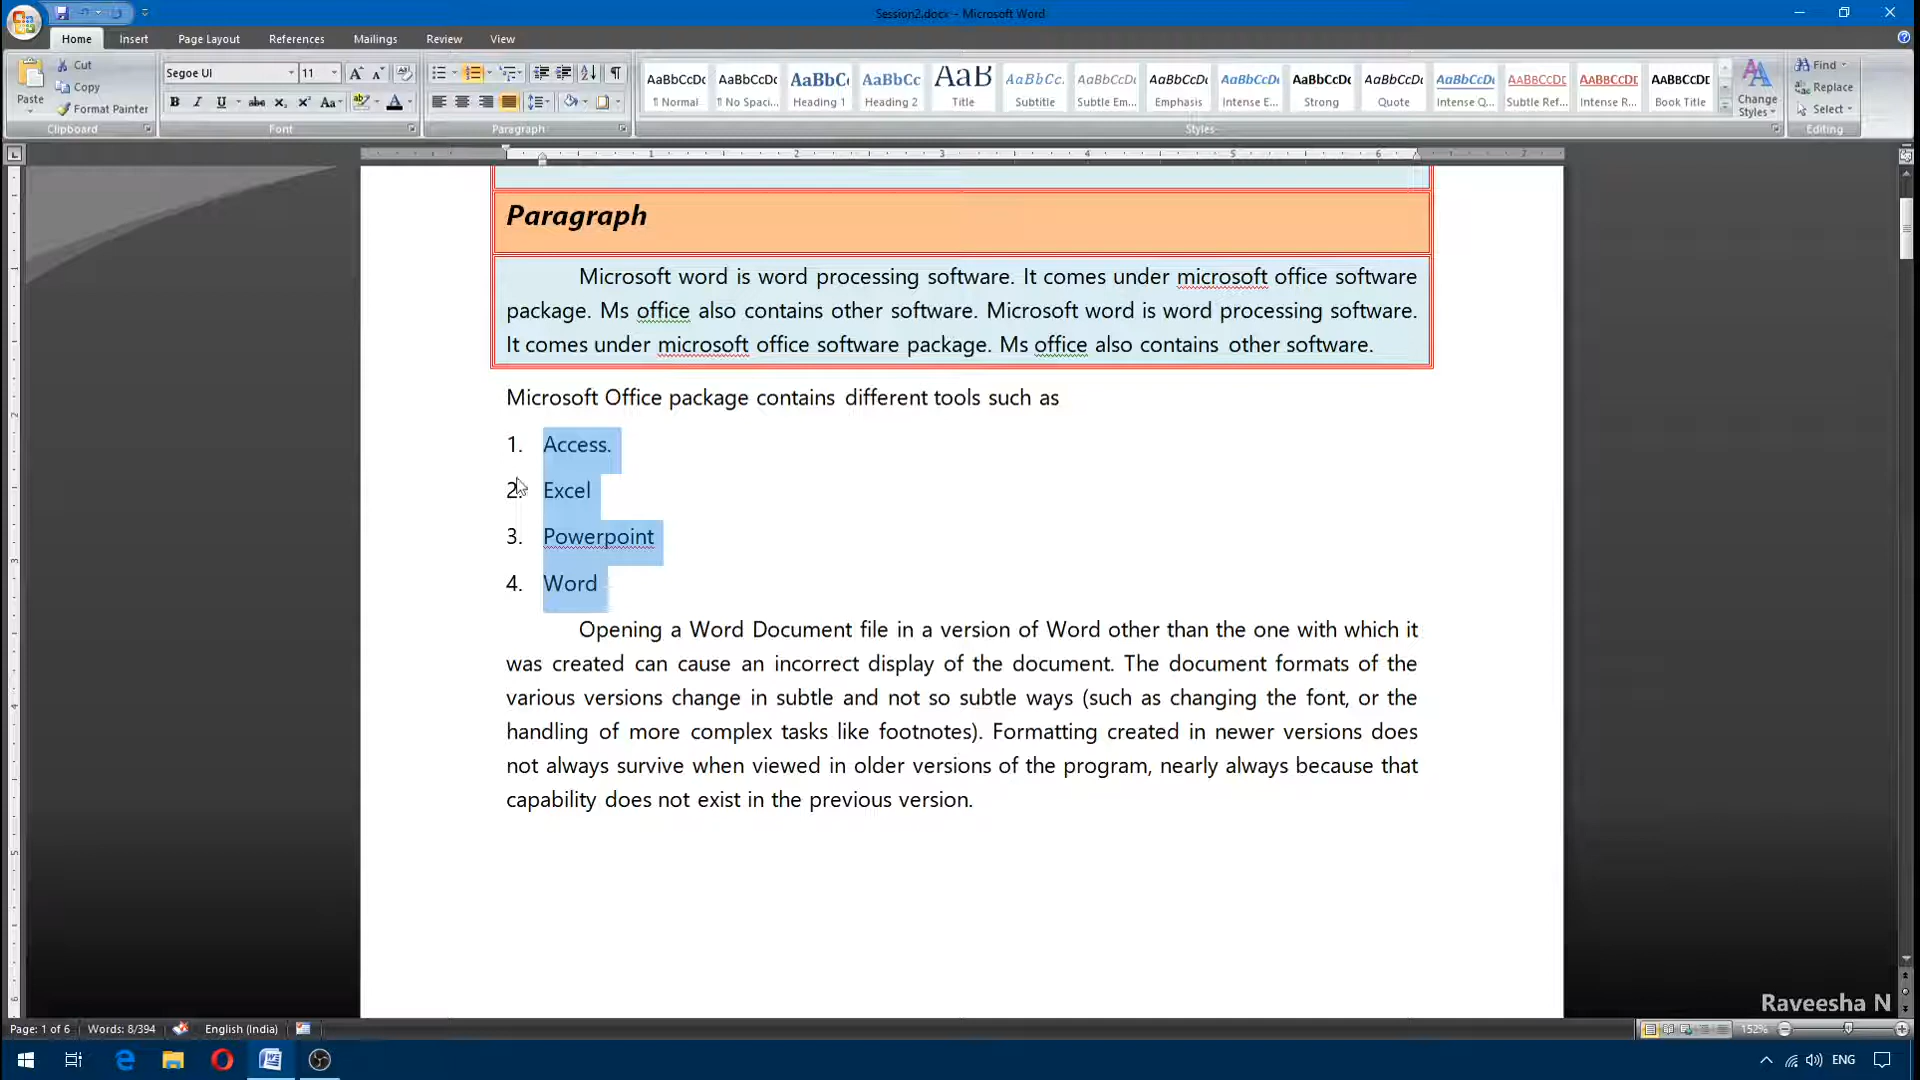 Session2.docx - Microsoft Word
Home Insert Page Layout References Mailings Review View
Paste
Cut
Copy
Format Painter
Clipboard
Segoe UI 11
Font
Paragraph
AaBbCcDc AaBbCcDc AaBbC AaBbCc AaB AaBbCc. AaBbCcDc AaBbCcDc AaBbCcDc AaBbCcDc AaBbCcDc AaBbCcDc AaBbCcDc AaBbCcDc AaBbCcDc
¶ Normal ¶ No Spaci... Heading 1 Heading 2 Title Subtitle Subtle Em... Emphasis Intense E... Strong Quote Intense Q... Subtle Ref... Intense R... Book Title
Styles
Change
Styles
Find
Replace
Select
Editing
1 2 3 4 5 6 7
Paragraph
Microsoft word is word processing software. It comes under microsoft office software
package. Ms office also contains other software. Microsoft word is word processing software.
It comes under microsoft office software package. Ms office also contains other software.
Microsoft Office package contains different tools such as
1. Access.
2. Excel
3. Powerpoint
4. Word
Opening a Word Document file in a version of Word other than the one with which it
was created can cause an incorrect display of the document. The document formats of the
various versions change in subtle and not so subtle ways (such as changing the font, or the
handling of more complex tasks like footnotes). Formatting created in newer versions does
not always survive when viewed in older versions of the program, nearly always because that
capability does not exist in the previous version.
Raveesha N
Page: 1 of 6 Words: 8/394 English (India) 152%
ENG